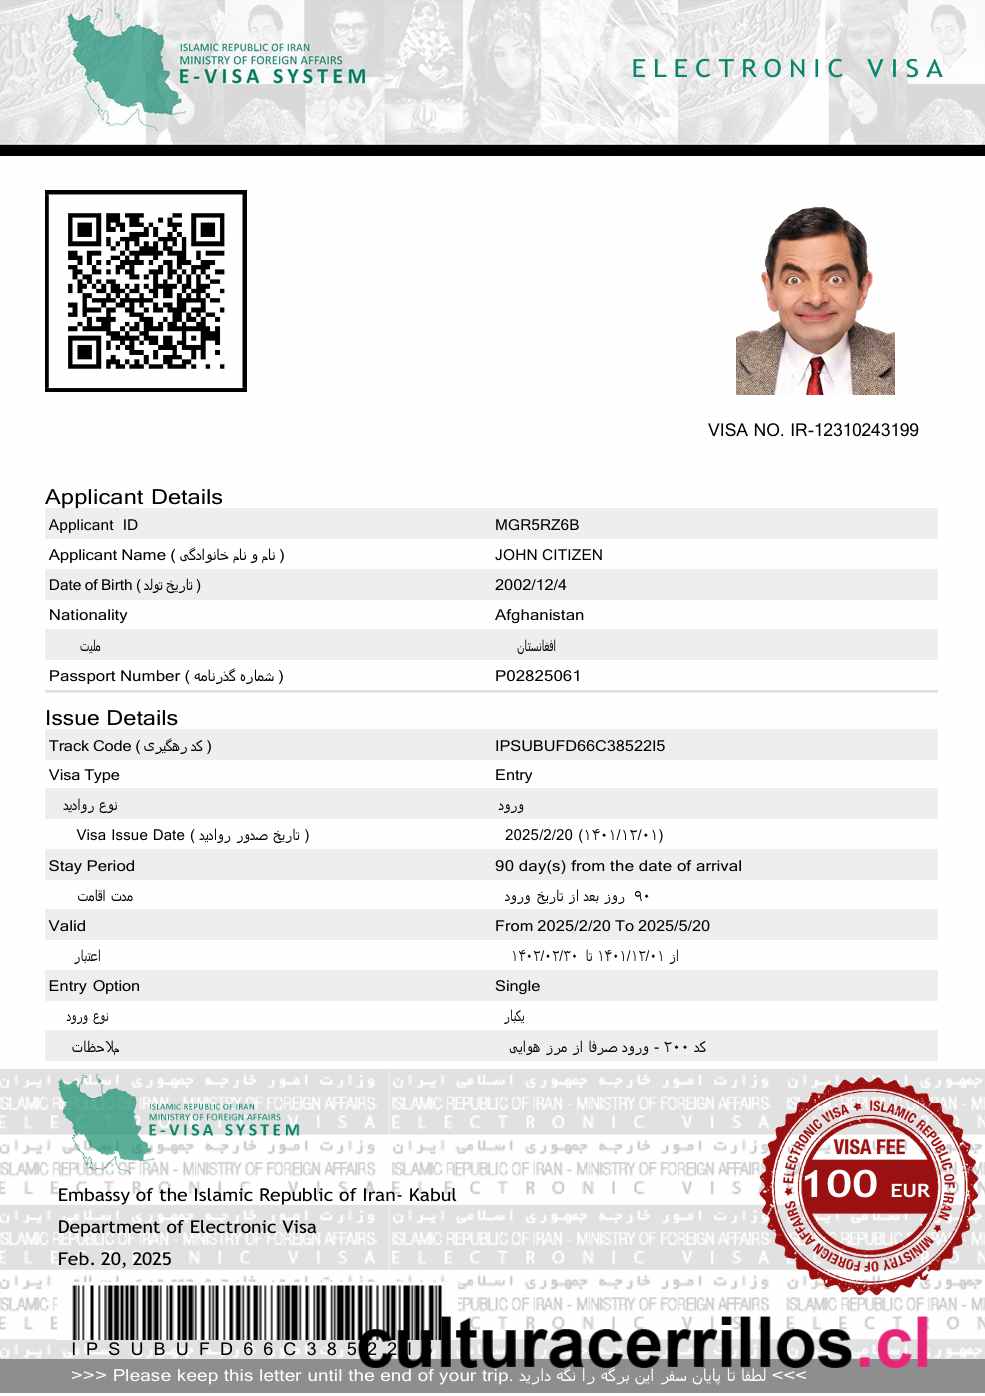 ISLAMIC REPUBLIC OF IRAN
MINISTRY OF FOREIGN AFFAIRS
E-VISA SYSTEM
ELECTRONIC VISA
VISA NO. IR-12310243199
Applicant Details
Applicant ID MGR5RZ6B
Applicant Name ( نام و نام خانوادگی ) JOHN CITIZEN
Date of Birth ( تاریخ تولد ) 2002/12/4
Nationality Afghanistan
ملیت افغانستان
Passport Number ( شماره گذرنامه ) P02825061
Issue Details
Track Code ( کد رهگیری ) IPSUBUFD66C38522I5
Visa Type Entry
نوع روادید ورود
Visa Issue Date ( تاریخ صدور روادید ) 2025/2/20 (۱۴۰۱/۱۲/۰۱)
Stay Period 90 day(s) from the date of arrival
مدت اقامت ۹۰ روز بعد از تاریخ ورود
Valid From 2025/2/20 To 2025/5/20
اعتبار از ۱۴۰۱/۱۲/۰۱ تا ۱۴۰۲/۰۲/۳۰
Entry Option Single
نوع ورود یکبار
ملاحظات کد ۲۰۰ - ورود صرفا از مرز هوایی
ISLAMIC REPUBLIC OF IRAN
MINISTRY OF FOREIGN AFFAIRS
E-VISA SYSTEM
ELECTRONIC VISA ★ ISLAMIC REPUBLIC OF IRAN ★ MINISTRY OF FOREIGN AFFAIRS ★
VISA FEE
100 EUR
Embassy of the Islamic Republic of Iran- Kabul
Department of Electronic Visa
Feb. 20, 2025
culturacerrillos.cl
>>> Please keep this letter until the end of your trip. لطفا تا پایان سفر این برگه را نگه دارید <<<